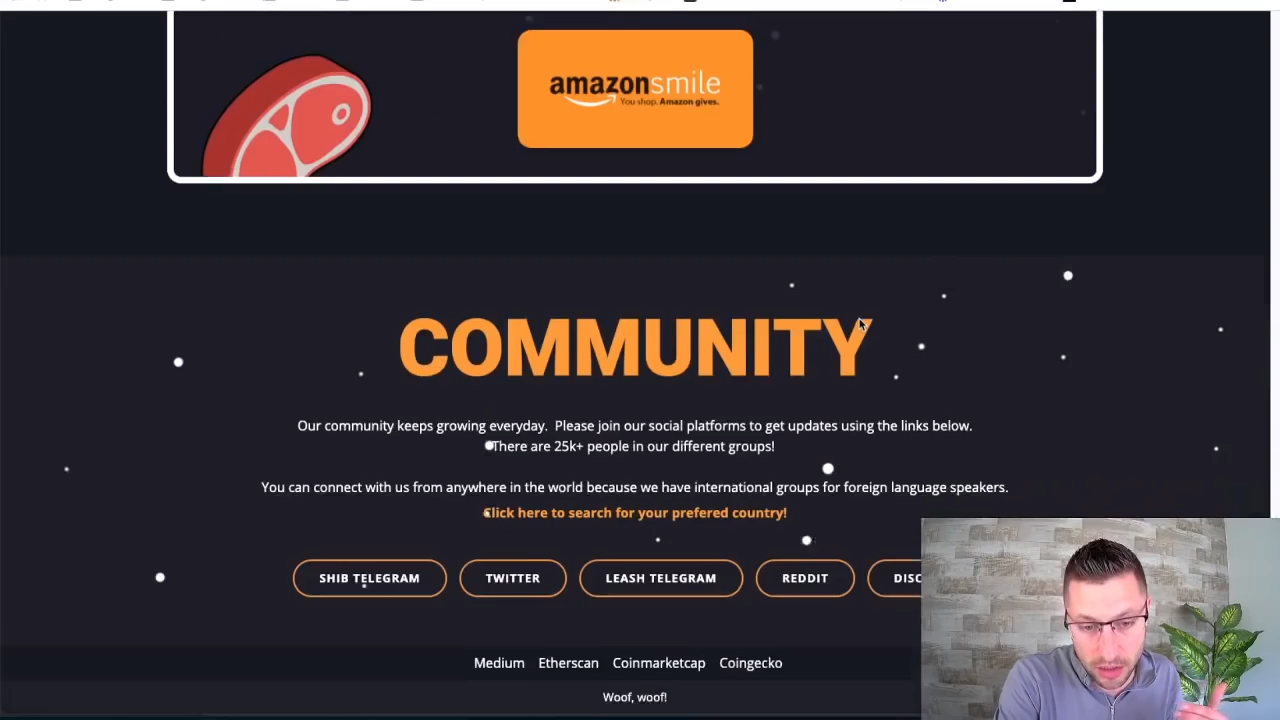 amazonsmile
You shop. Amazon gives.
COMMUNITY
Our community keeps growing everyday. Please join our social platforms to get updates using the links below.
There are 25k+ people in our different groups!
You can connect with us from anywhere in the world because we have international groups for foreign language speakers.
Click here to search for your prefered country!
SHIB TELEGRAM TWITTER LEASH TELEGRAM REDDIT DISC
Medium Etherscan Coinmarketcap Coingecko
Woof, woof!